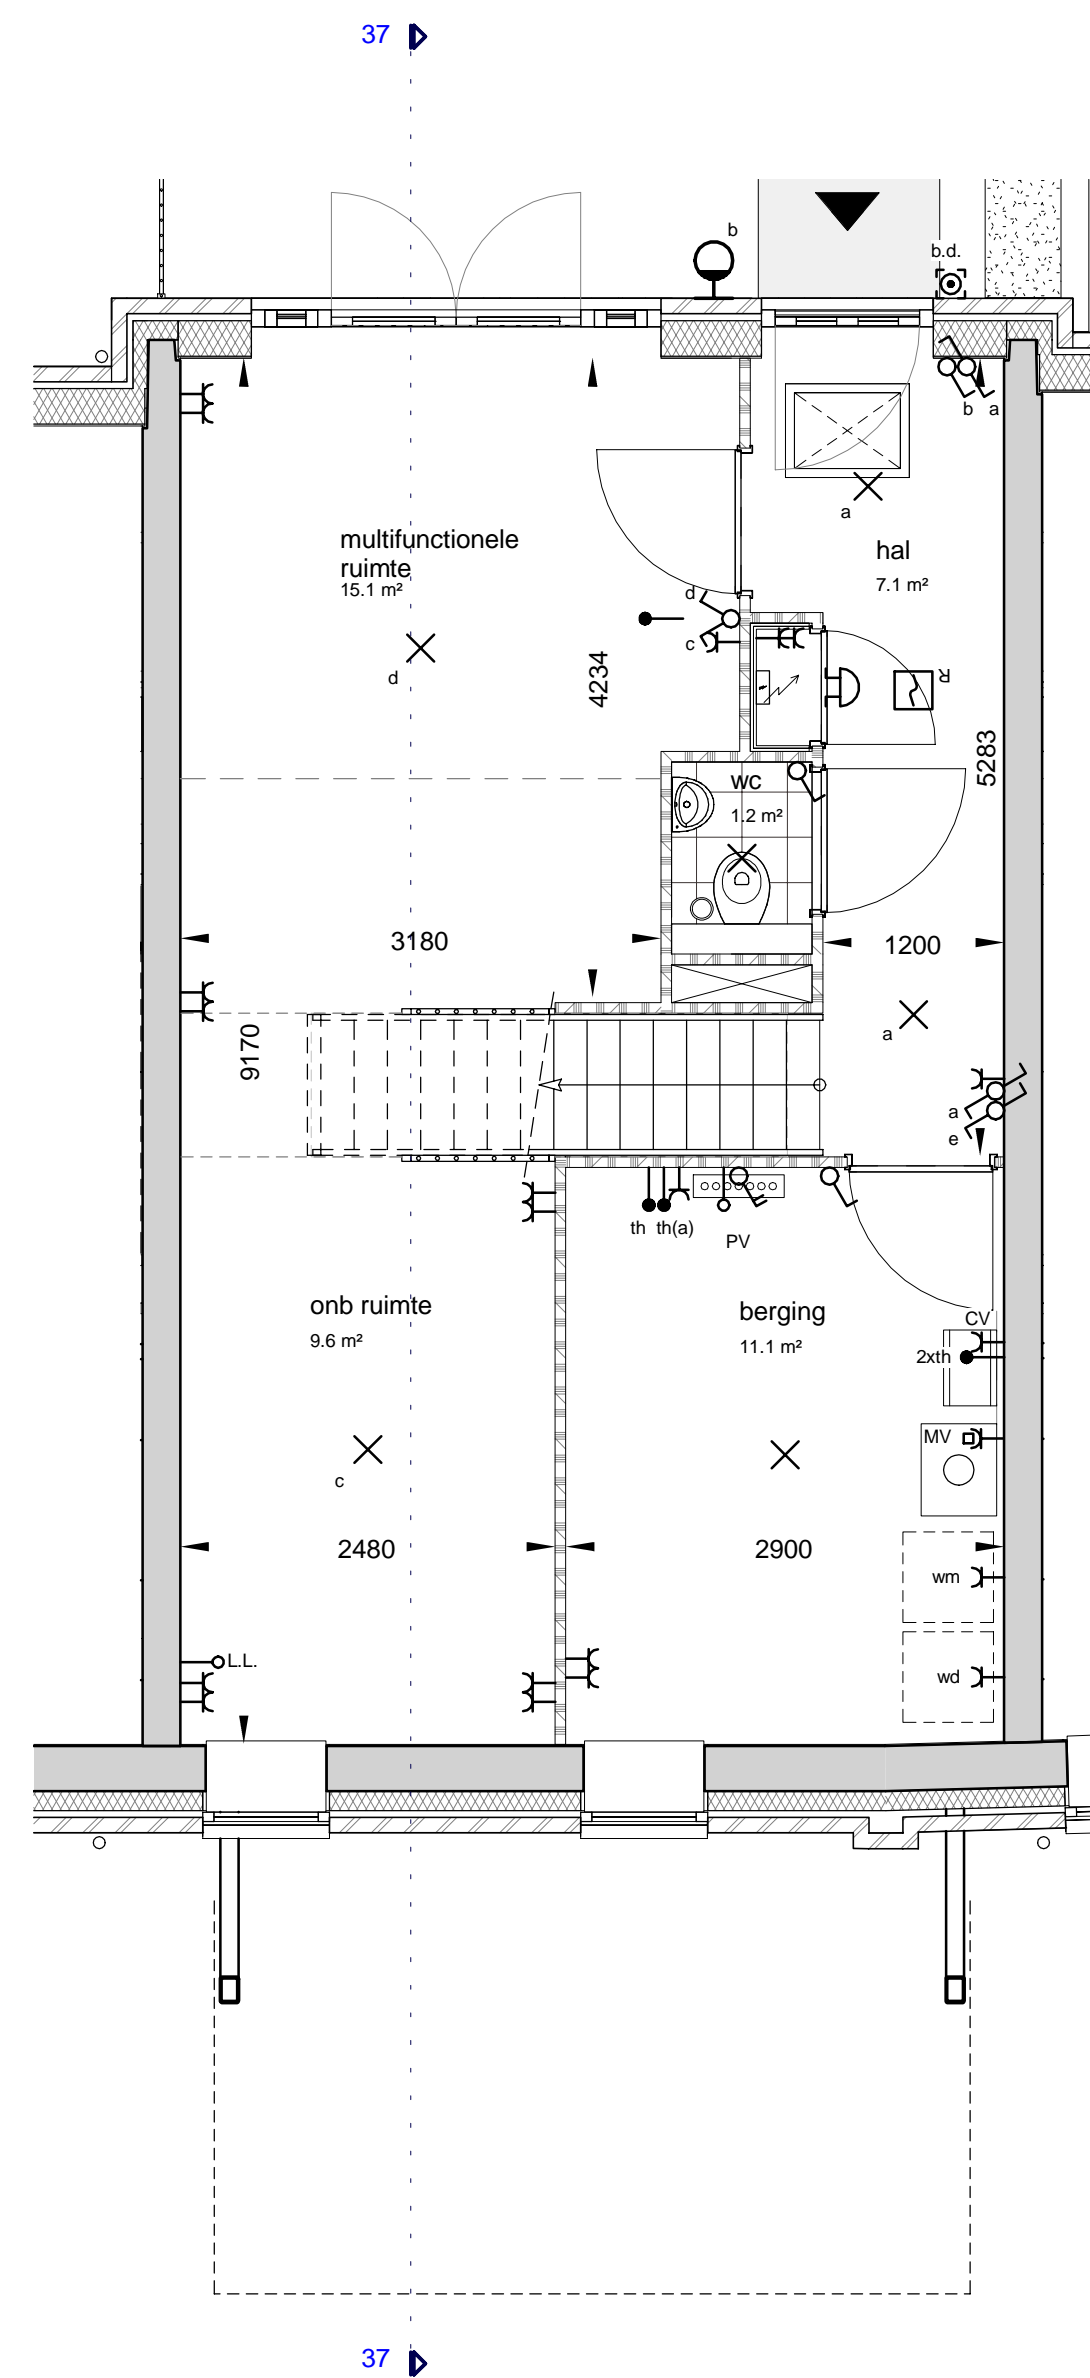 37
b
b.d.
b a
a
multifunctionele
ruimte
15.1 m²
hal
7.1 m²
d
c
d
4234
R
5283
wc
1.2 m²
3180
1200
a
9170
a
e
th th(a)
PV
onb ruimte
9.6 m²
berging
11.1 m²
CV
2xth
MV
c
2480
2900
wm
L.L.
wd
37